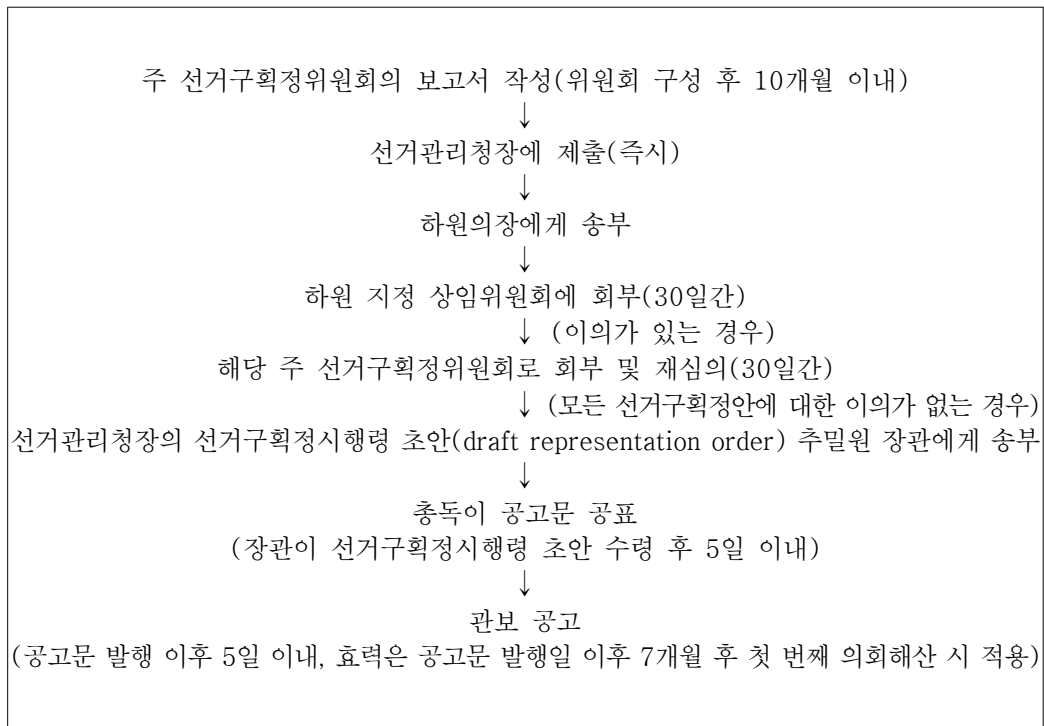 주 선거구획정위원회의 보고서 작성(위원회 구성 후 10개월 이내)
↓
선거관리청장에 제출(즉시)
↓
하원의장에게 송부
↓
하원 지정 상임위원회에 회부(30일간)
↓ (이의가 있는 경우)
해당 주 선거구획정위원회로 회부 및 재심의(30일간)
↓ (모든 선거구획정안에 대한 이의가 없는 경우)
선거관리청장의 선거구획정시행령 초안(draft representation order) 추밀원 장관에게 송부
↓
총독이 공고문 공표
(장관이 선거구획정시행령 초안 수령 후 5일 이내)
↓
관보 공고
(공고문 발행 이후 5일 이내, 효력은 공고문 발행일 이후 7개월 후 첫 번째 의회해산 시 적용)